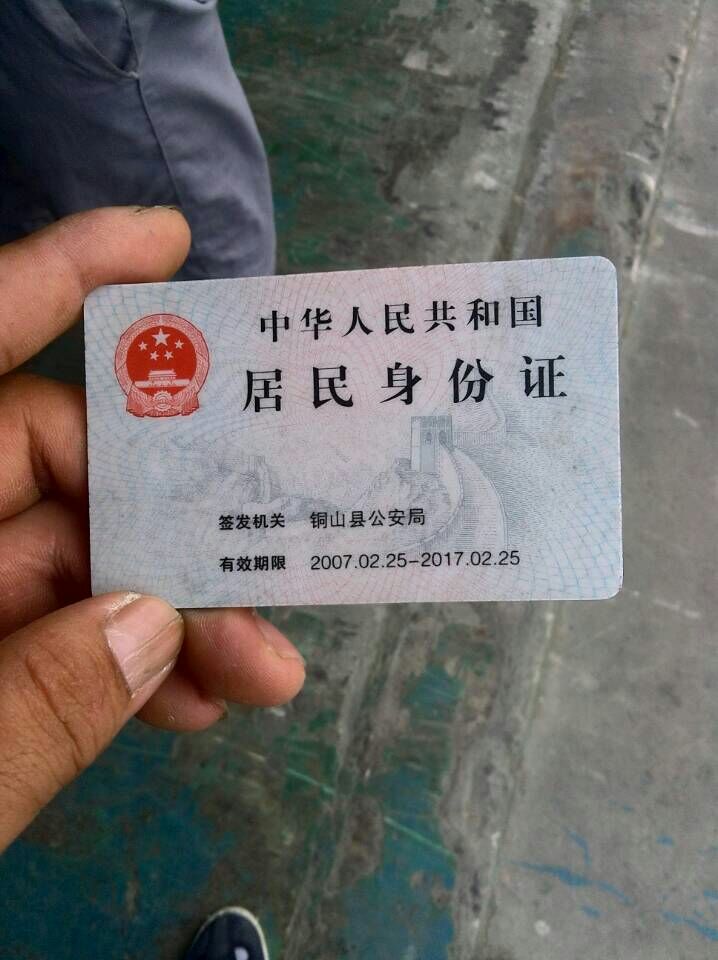 中华人民共和国
居民身份证
签发机关 铜山县公安局
有效期限 2007.02.25-2017.02.25